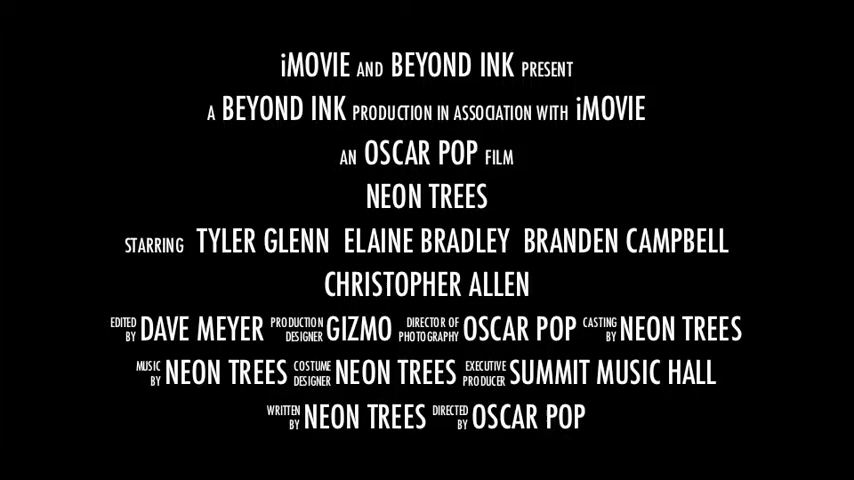 iMOVIE AND BEYOND INK PRESENT
A BEYOND INK PRODUCTION IN ASSOCIATION WITH iMOVIE
AN OSCAR POP FILM
NEON TREES
STARRING TYLER GLENN ELAINE BRADLEY BRANDEN CAMPBELL
CHRISTOPHER ALLEN
EDITED BY DAVE MEYER PRODUCTION DESIGNER GIZMO DIRECTOR OF PHOTOGRAPHY OSCAR POP CASTING BY NEON TREES
MUSIC BY NEON TREES COSTUME DESIGNER NEON TREES EXECUTIVE PRODUCER SUMMIT MUSIC HALL
WRITTEN BY NEON TREES DIRECTED BY OSCAR POP